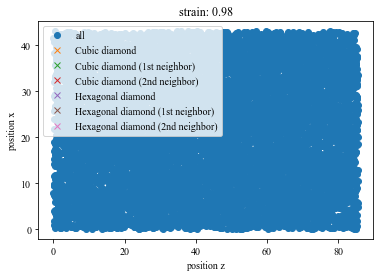 strain: 0.98
all
Cubic diamond
Cubic diamond (1st neighbor)
Cubic diamond (2nd neighbor)
Hexagonal diamond
Hexagonal diamond (1st neighbor)
Hexagonal diamond (2nd neighbor)
position x
40
30
20
10
0
0
20
40
60
80
position z